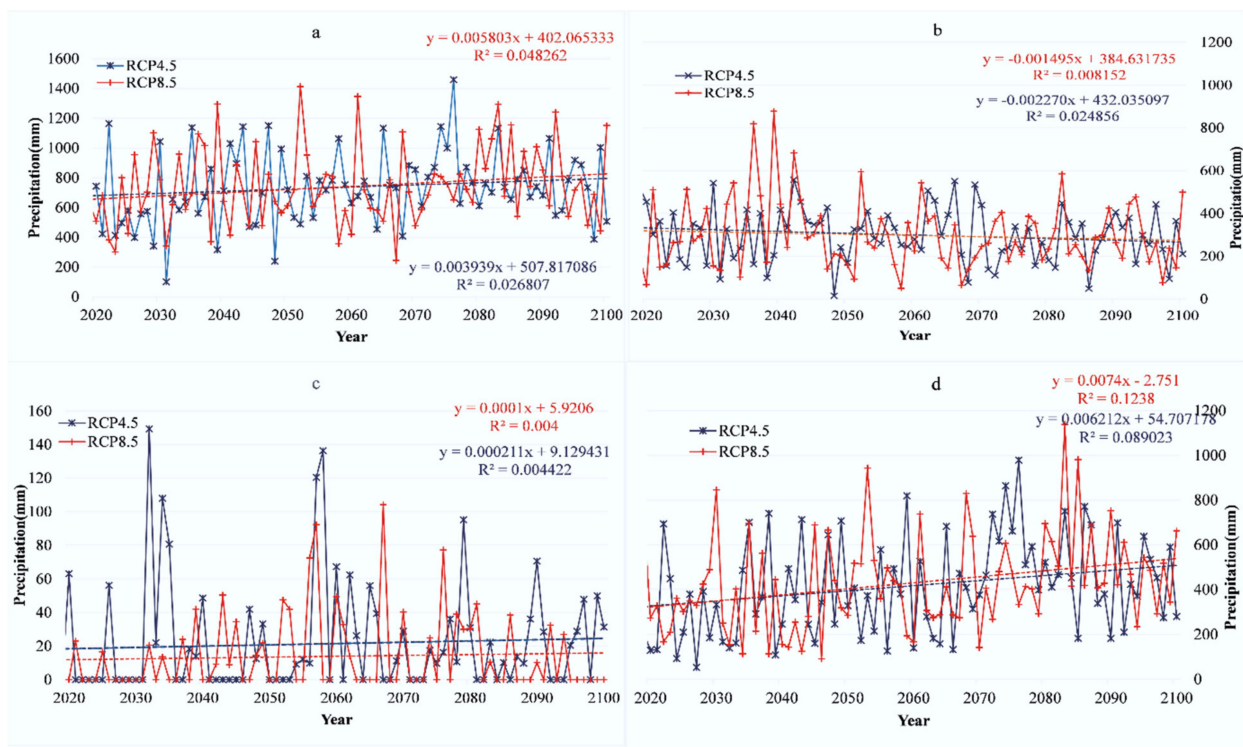 a
y = 0.005803x + 402.065333
R² = 0.048262
RCP4.5
RCP8.5
Precipitation(mm)
1600
1400
1200
1000
800
600
400
200
0
y = 0.003939x + 507.817086
R² = 0.026807
2020 2030 2040 2050 2060 2070 2080 2090 2100
Year
b
y = -0.001495x + 384.631735
R² = 0.008152
y = -0.002270x + 432.035097
R² = 0.024856
RCP4.5
RCP8.5
1200
1000
800
600
400
200
0
Precipitatio(mm)
2020 2030 2040 2050 2060 2070 2080 2090 2100
Year
c
y = 0.0001x + 5.9206
R² = 0.004
y = 0.000211x + 9.129431
R² = 0.004422
RCP4.5
RCP8.5
Precipitation(mm)
160
140
120
100
80
60
40
20
0
2020 2030 2040 2050 2060 2070 2080 2090 2100
Year
d
y = 0.0074x - 2.751
R² = 0.1238
y = 0.006212x + 54.707178
R² = 0.089023
RCP4.5
RCP8.5
1200
1000
800
600
400
200
0
Precipitation(mm)
2020 2030 2040 2050 2060 2070 2080 2090 2100
Year